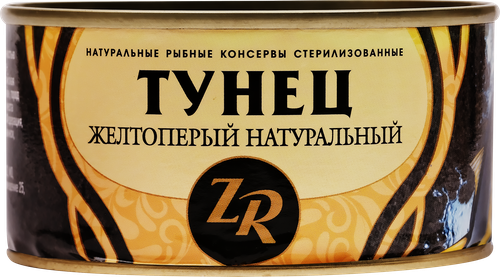 НАТУРАЛЬНЫЕ РЫБНЫЕ КОНСЕРВЫ СТЕРИЛИЗОВАННЫЕ
ТУНЕЦ
ЖЕЛТОПЕРЫЙ НАТУРАЛЬНЫЙ
ZR